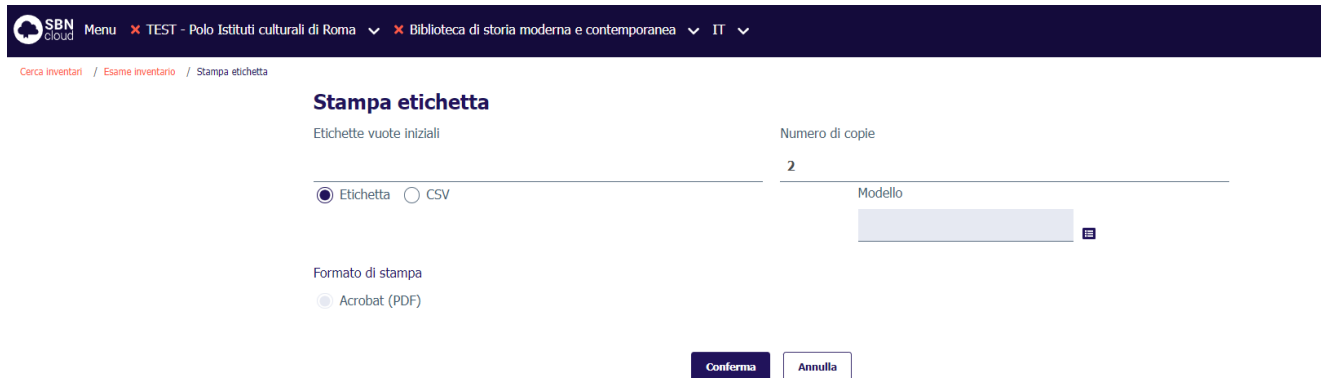 SBN cloud Menu × TEST - Polo Istituti culturali di Roma × Biblioteca di storia moderna e contemporanea IT
Cerca inventari / Esame inventario / Stampa etichetta
Stampa etichetta
Etichette vuote iniziali Numero di copie
2
Etichetta CSV Modello
Formato di stampa
Acrobat (PDF)
Conferma Annulla